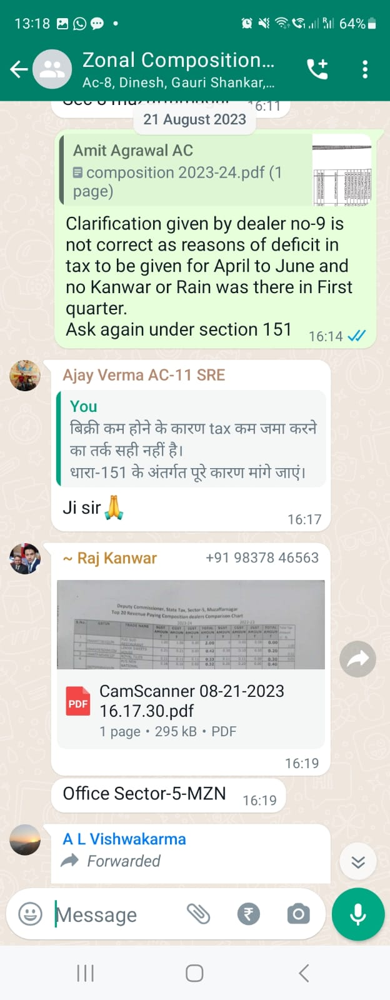 13:18
64%
Zonal Composition...
Ac-8, Dinesh, Gauri Shankar,...
16:11
21 August 2023
Amit Agrawal AC
composition 2023-24.pdf (1
page)
Clarification given by dealer no-9 is
not correct as reasons of deficit in
tax to be given for April to June and
no Kanwar or Rain was there in First
quarter.
Ask again under section 151
16:14
Ajay Verma AC-11 SRE
You
बिक्री कम होने के कारण tax कम जमा करने
का तर्क सही नहीं है।
धारा-151 के अंतर्गत पूरे कारण मांगे जाएं।
Ji sir🙏
16:17
~ Raj Kanwar +91 98378 46563
Deputy Commissioner, State Tax, Sector-5, Muzaffarnagar
Top 20 Revenue Paying Composition dealers Comparison Chart
PDF
CamScanner 08-21-2023
16.17.30.pdf
1 page • 295 kB • PDF
16:19
Office Sector-5-MZN 16:19
A L Vishwakarma
Forwarded
Message